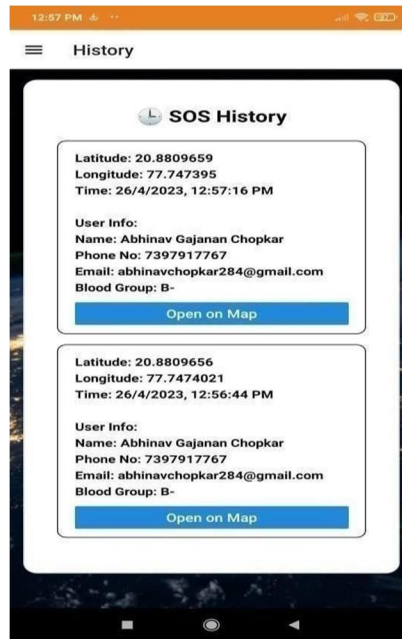 12:57 PM
History
SOS History
Latitude: 20.8809659
Longitude: 77.747395
Time: 26/4/2023, 12:57:16 PM
User Info:
Name: Abhinav Gajanan Chopkar
Phone No: 7397917767
Email: abhinavchopkar284@gmail.com
Blood Group: B-
Open on Map
Latitude: 20.8809656
Longitude: 77.7474021
Time: 26/4/2023, 12:56:44 PM
User Info:
Name: Abhinav Gajanan Chopkar
Phone No: 7397917767
Email: abhinavchopkar284@gmail.com
Blood Group: B-
Open on Map